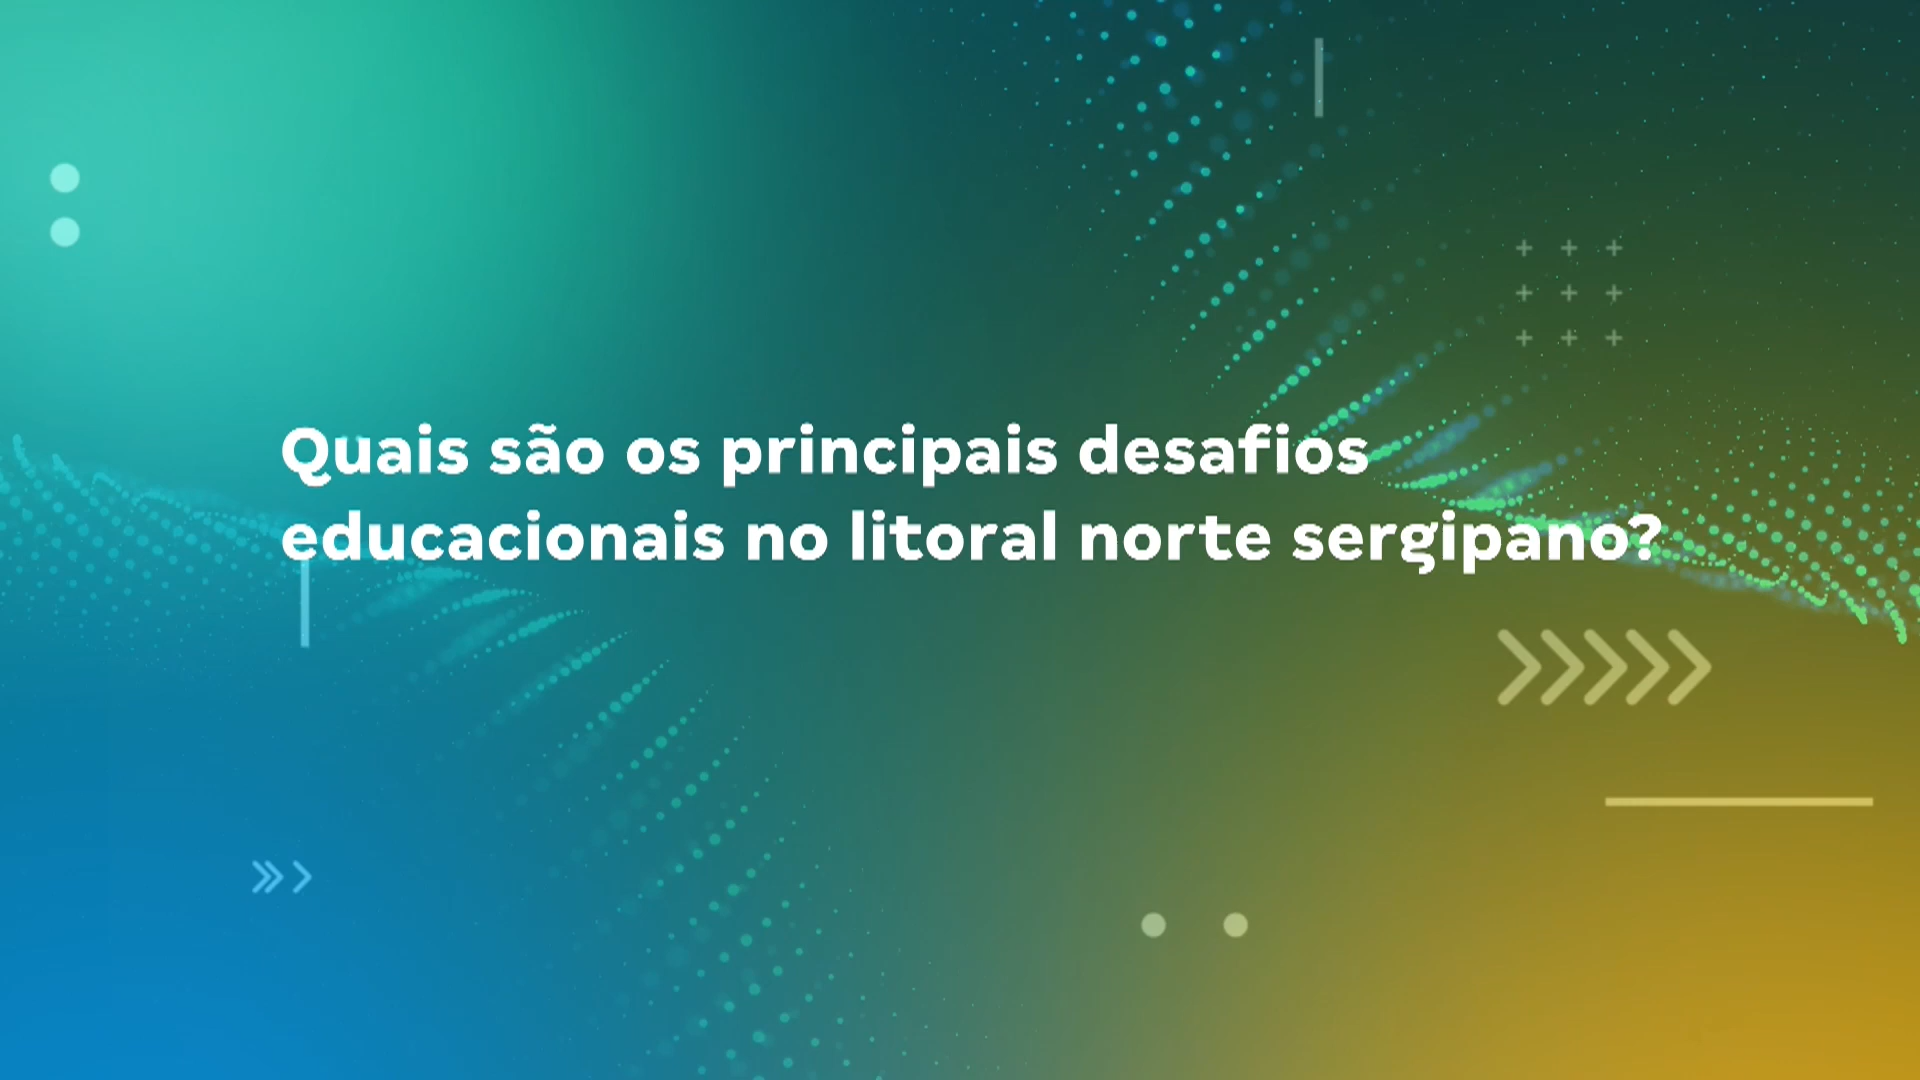 Quais são os principais desafios
educacionais no litoral norte sergipano?